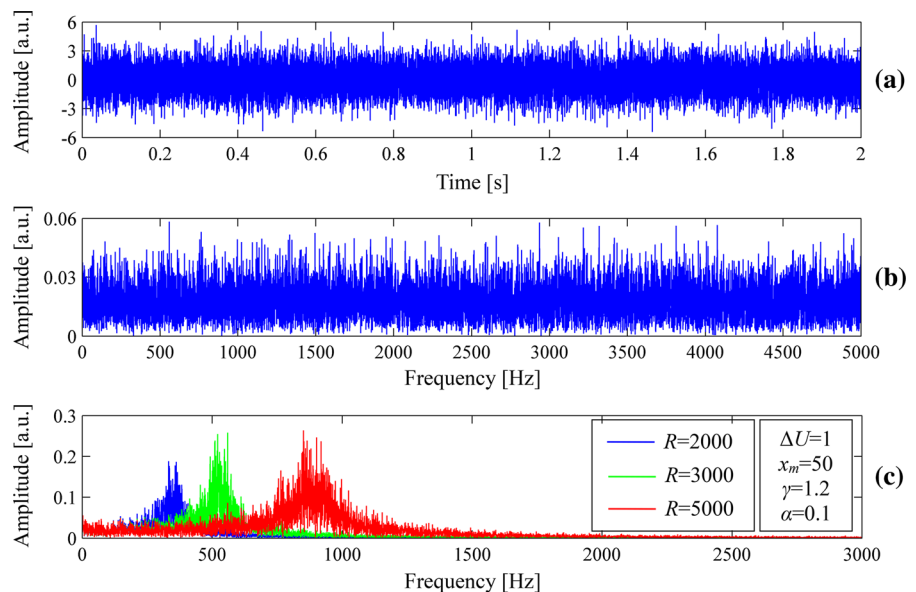 Amplitude [a.u.]
6
3
0
-3
-6
0 0.2 0.4 0.6 0.8 1 1.2 1.4 1.6 1.8 2
Time [s]
(a)
Amplitude [a.u.]
0.06
0.03
0
0 500 1000 1500 2000 2500 3000 3500 4000 4500 5000
Frequency [Hz]
(b)
Amplitude [a.u.]
0.3
0.2
0.1
0
0 500 1000 1500 2000 2500 3000
Frequency [Hz]
R=2000
R=3000
R=5000
ΔU=1
xm=50
γ=1.2
α=0.1
(c)